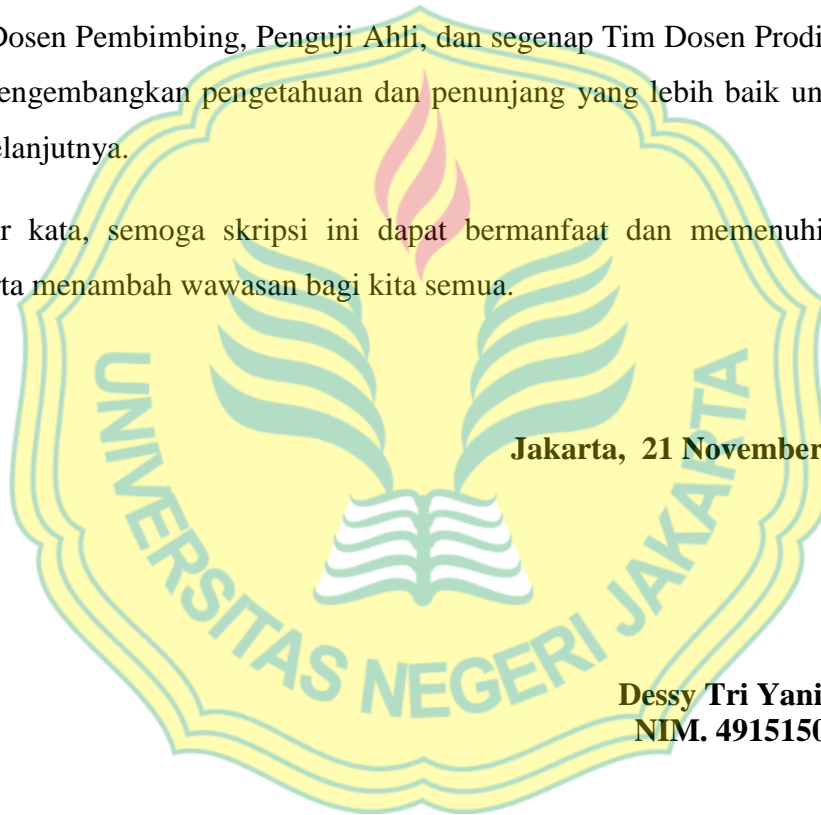 Dosen Pembimbing, Penguji Ahli, dan segenap Tim Dosen Prodi
engembangkan pengetahuan dan penunjang yang lebih baik un
elanjutnya.
r kata, semoga skripsi ini dapat bermanfaat dan memenuhi
ta menambah wawasan bagi kita semua.
Jakarta, 21 November
Dessy Tri Yani
NIM. 4915150
UNIVERSITAS NEGERI JAKARTA